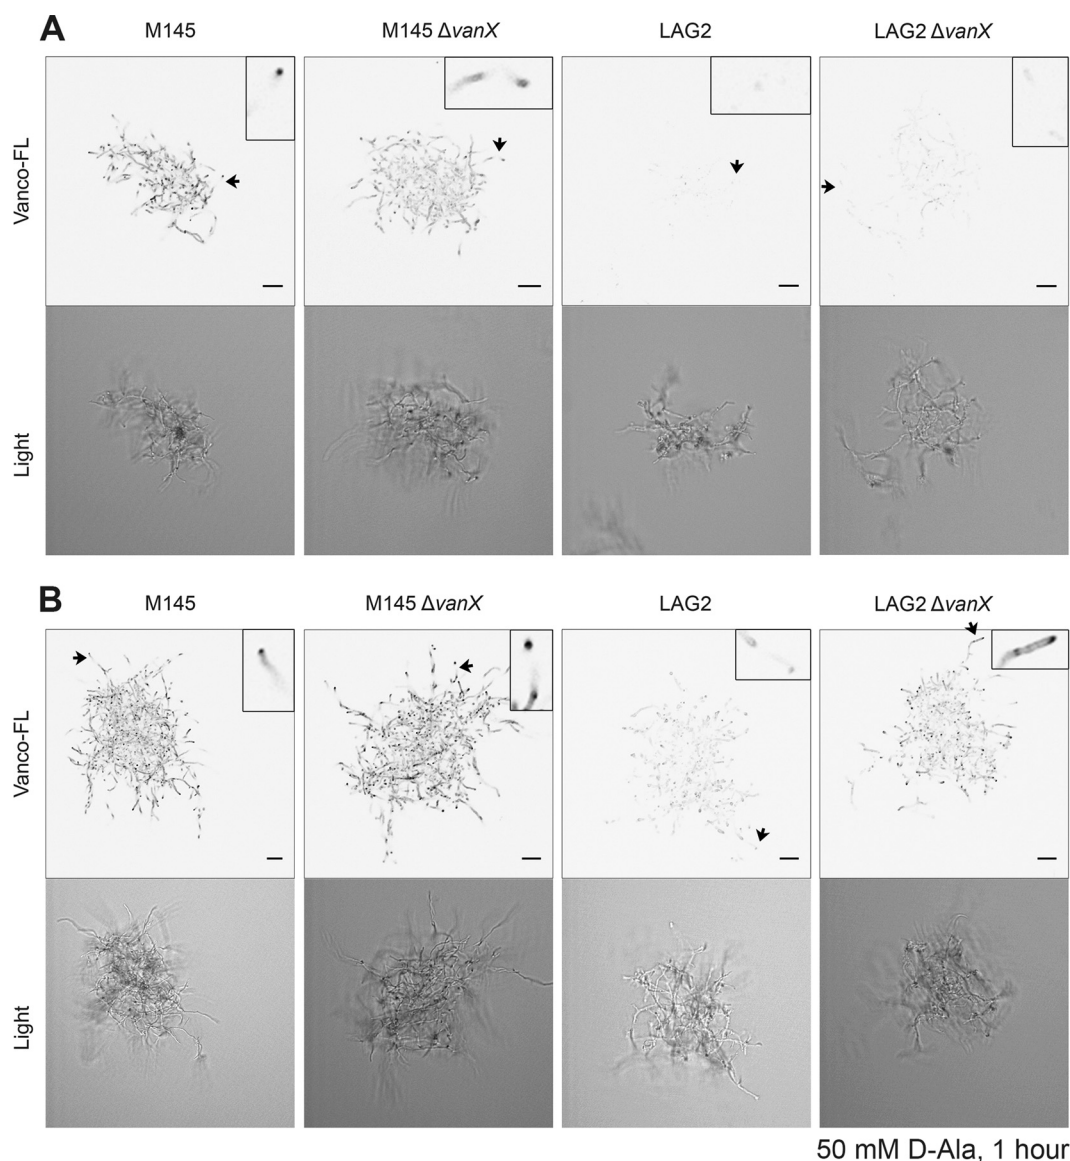 A
M145
M145 ΔvanX
LAG2
LAG2 ΔvanX
Vanco-FL
Light
B
M145
M145 ΔvanX
LAG2
LAG2 ΔvanX
Vanco-FL
Light
50 mM D-Ala, 1 hour